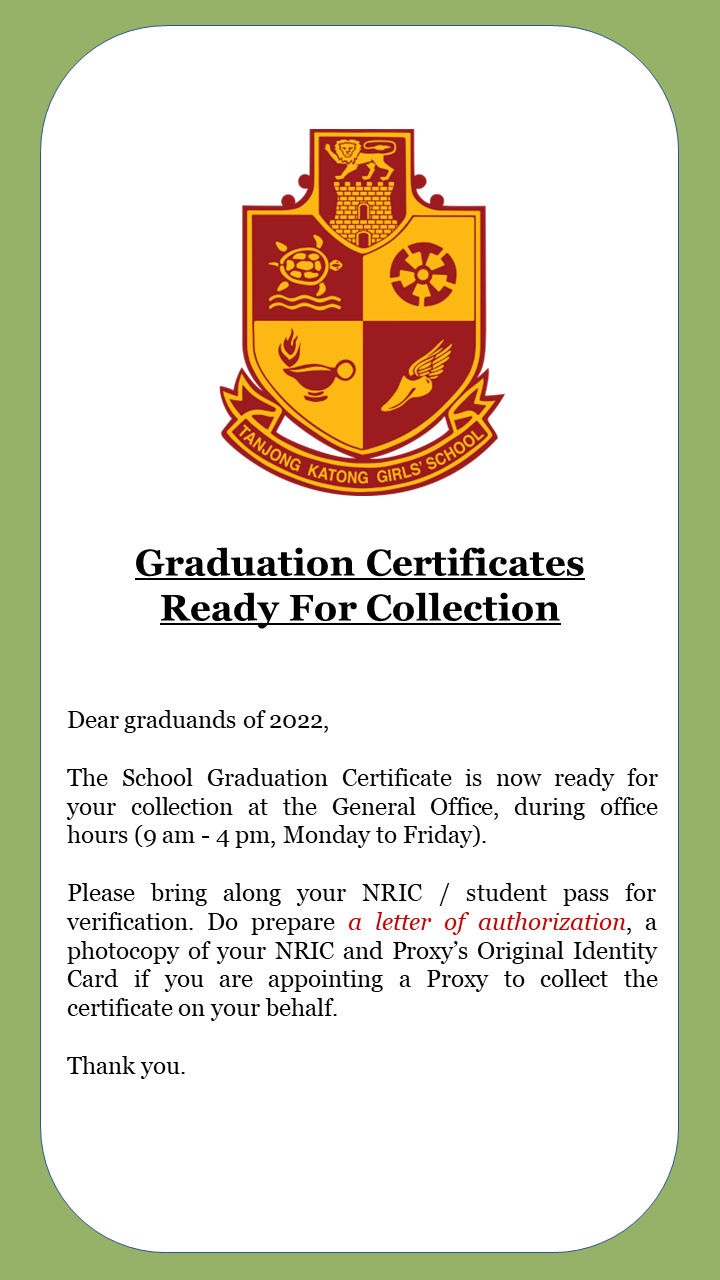 TANJONG KATONG GIRLS' SCHOOL
Graduation Certificates
Ready For Collection
Dear graduands of 2022,
The School Graduation Certificate is now ready for
your collection at the General Office, during office
hours (9 am - 4 pm, Monday to Friday).
Please bring along your NRIC / student pass for
verification. Do prepare a letter of authorization, a
photocopy of your NRIC and Proxy’s Original Identity
Card if you are appointing a Proxy to collect the
certificate on your behalf.
Thank you.